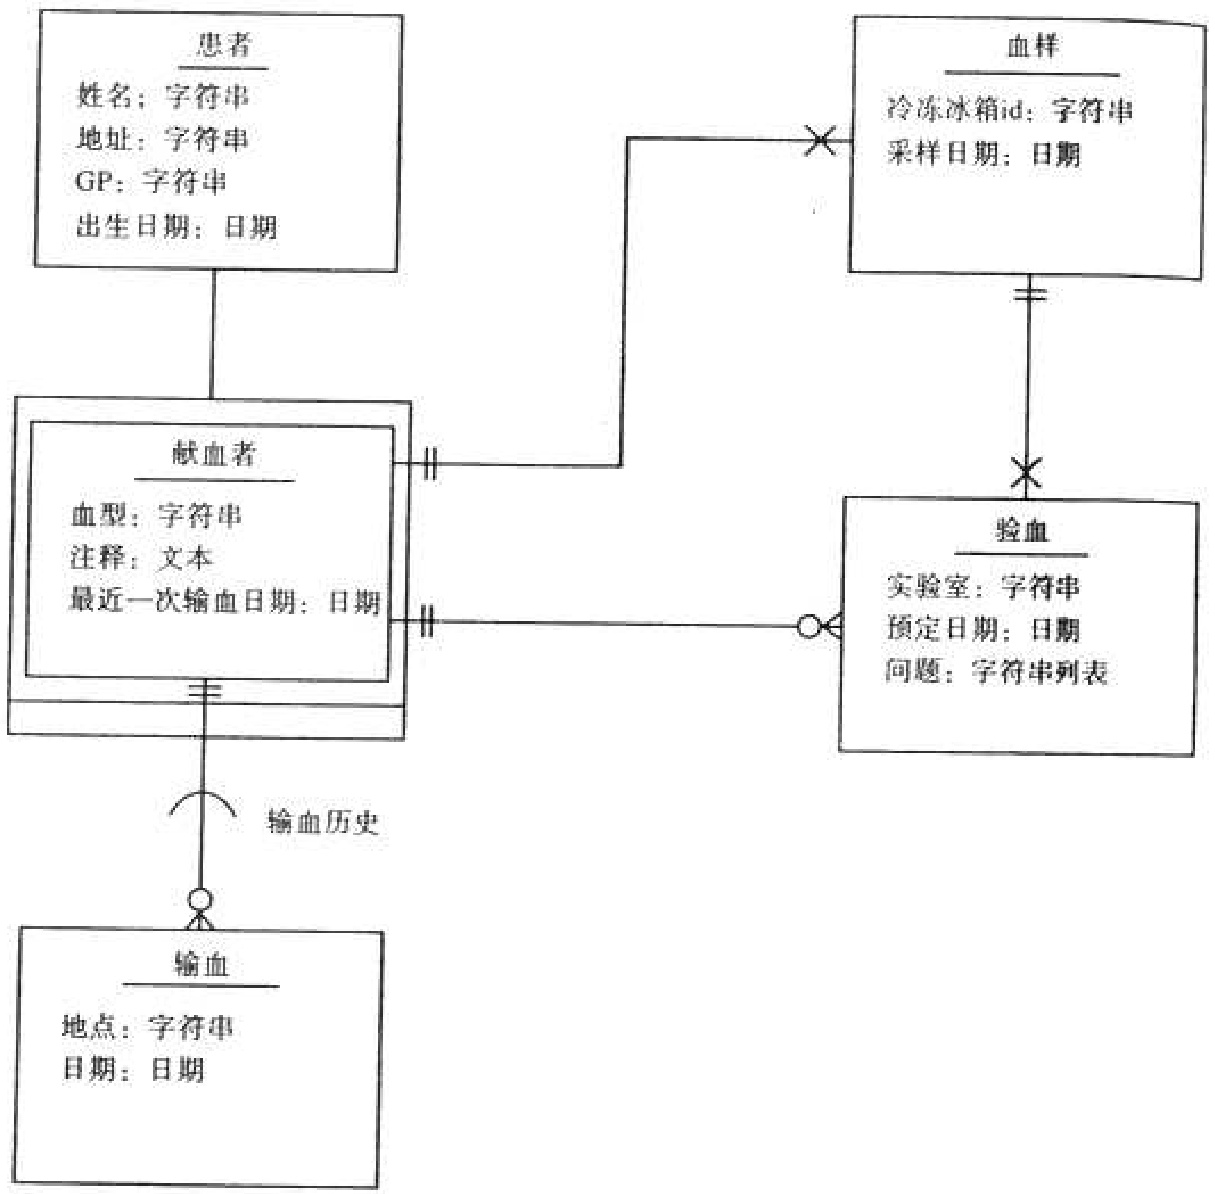 患者
姓名：字符串
地址：字符串
GP：字符串
出生日期：日期
血样
冷冻冰箱id：字符串
采样日期：日期
献血者
血型：字符串
注释：文本
最近一次输血日期：日期
验血
实验室：字符串
预定日期：日期
问题：字符串列表
输血历史
输血
地点：字符串
日期：日期